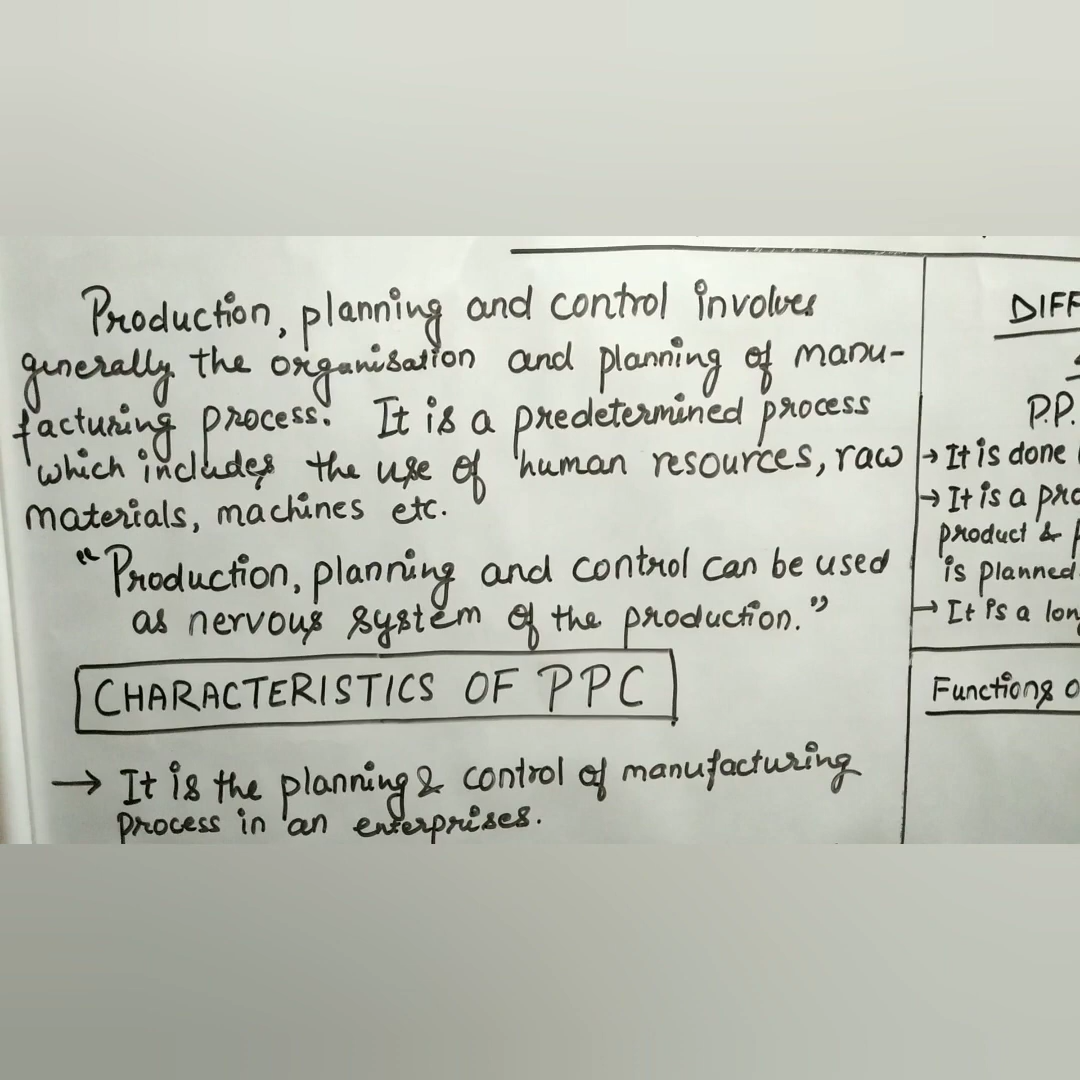 Production, planning and control involves
generally the organisation and planning of manu-
facturing process. It is a predetermined process
which includes the use of human resources, raw
materials, machines etc.
"Production, planning and control can be used
as nervous system of the production."
CHARACTERISTICS OF PPC
→ It is the planning & control of manufacturing
process in an enterprises.
DIFF
P.P.
→ It is done
→ It is a pro
product &
is planned
→ It is a lon
Functions o